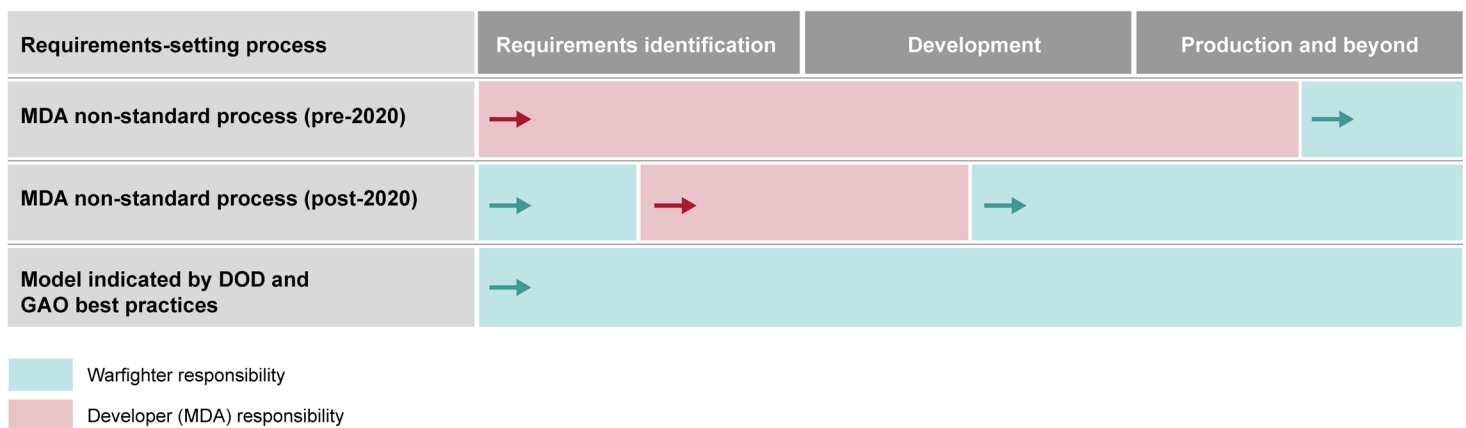 Requirements-setting process
Requirements identification
Development
Production and beyond
MDA non-standard process (pre-2020)
MDA non-standard process (post-2020)
Model indicated by DOD and
GAO best practices
Warfighter responsibility
Developer (MDA) responsibility